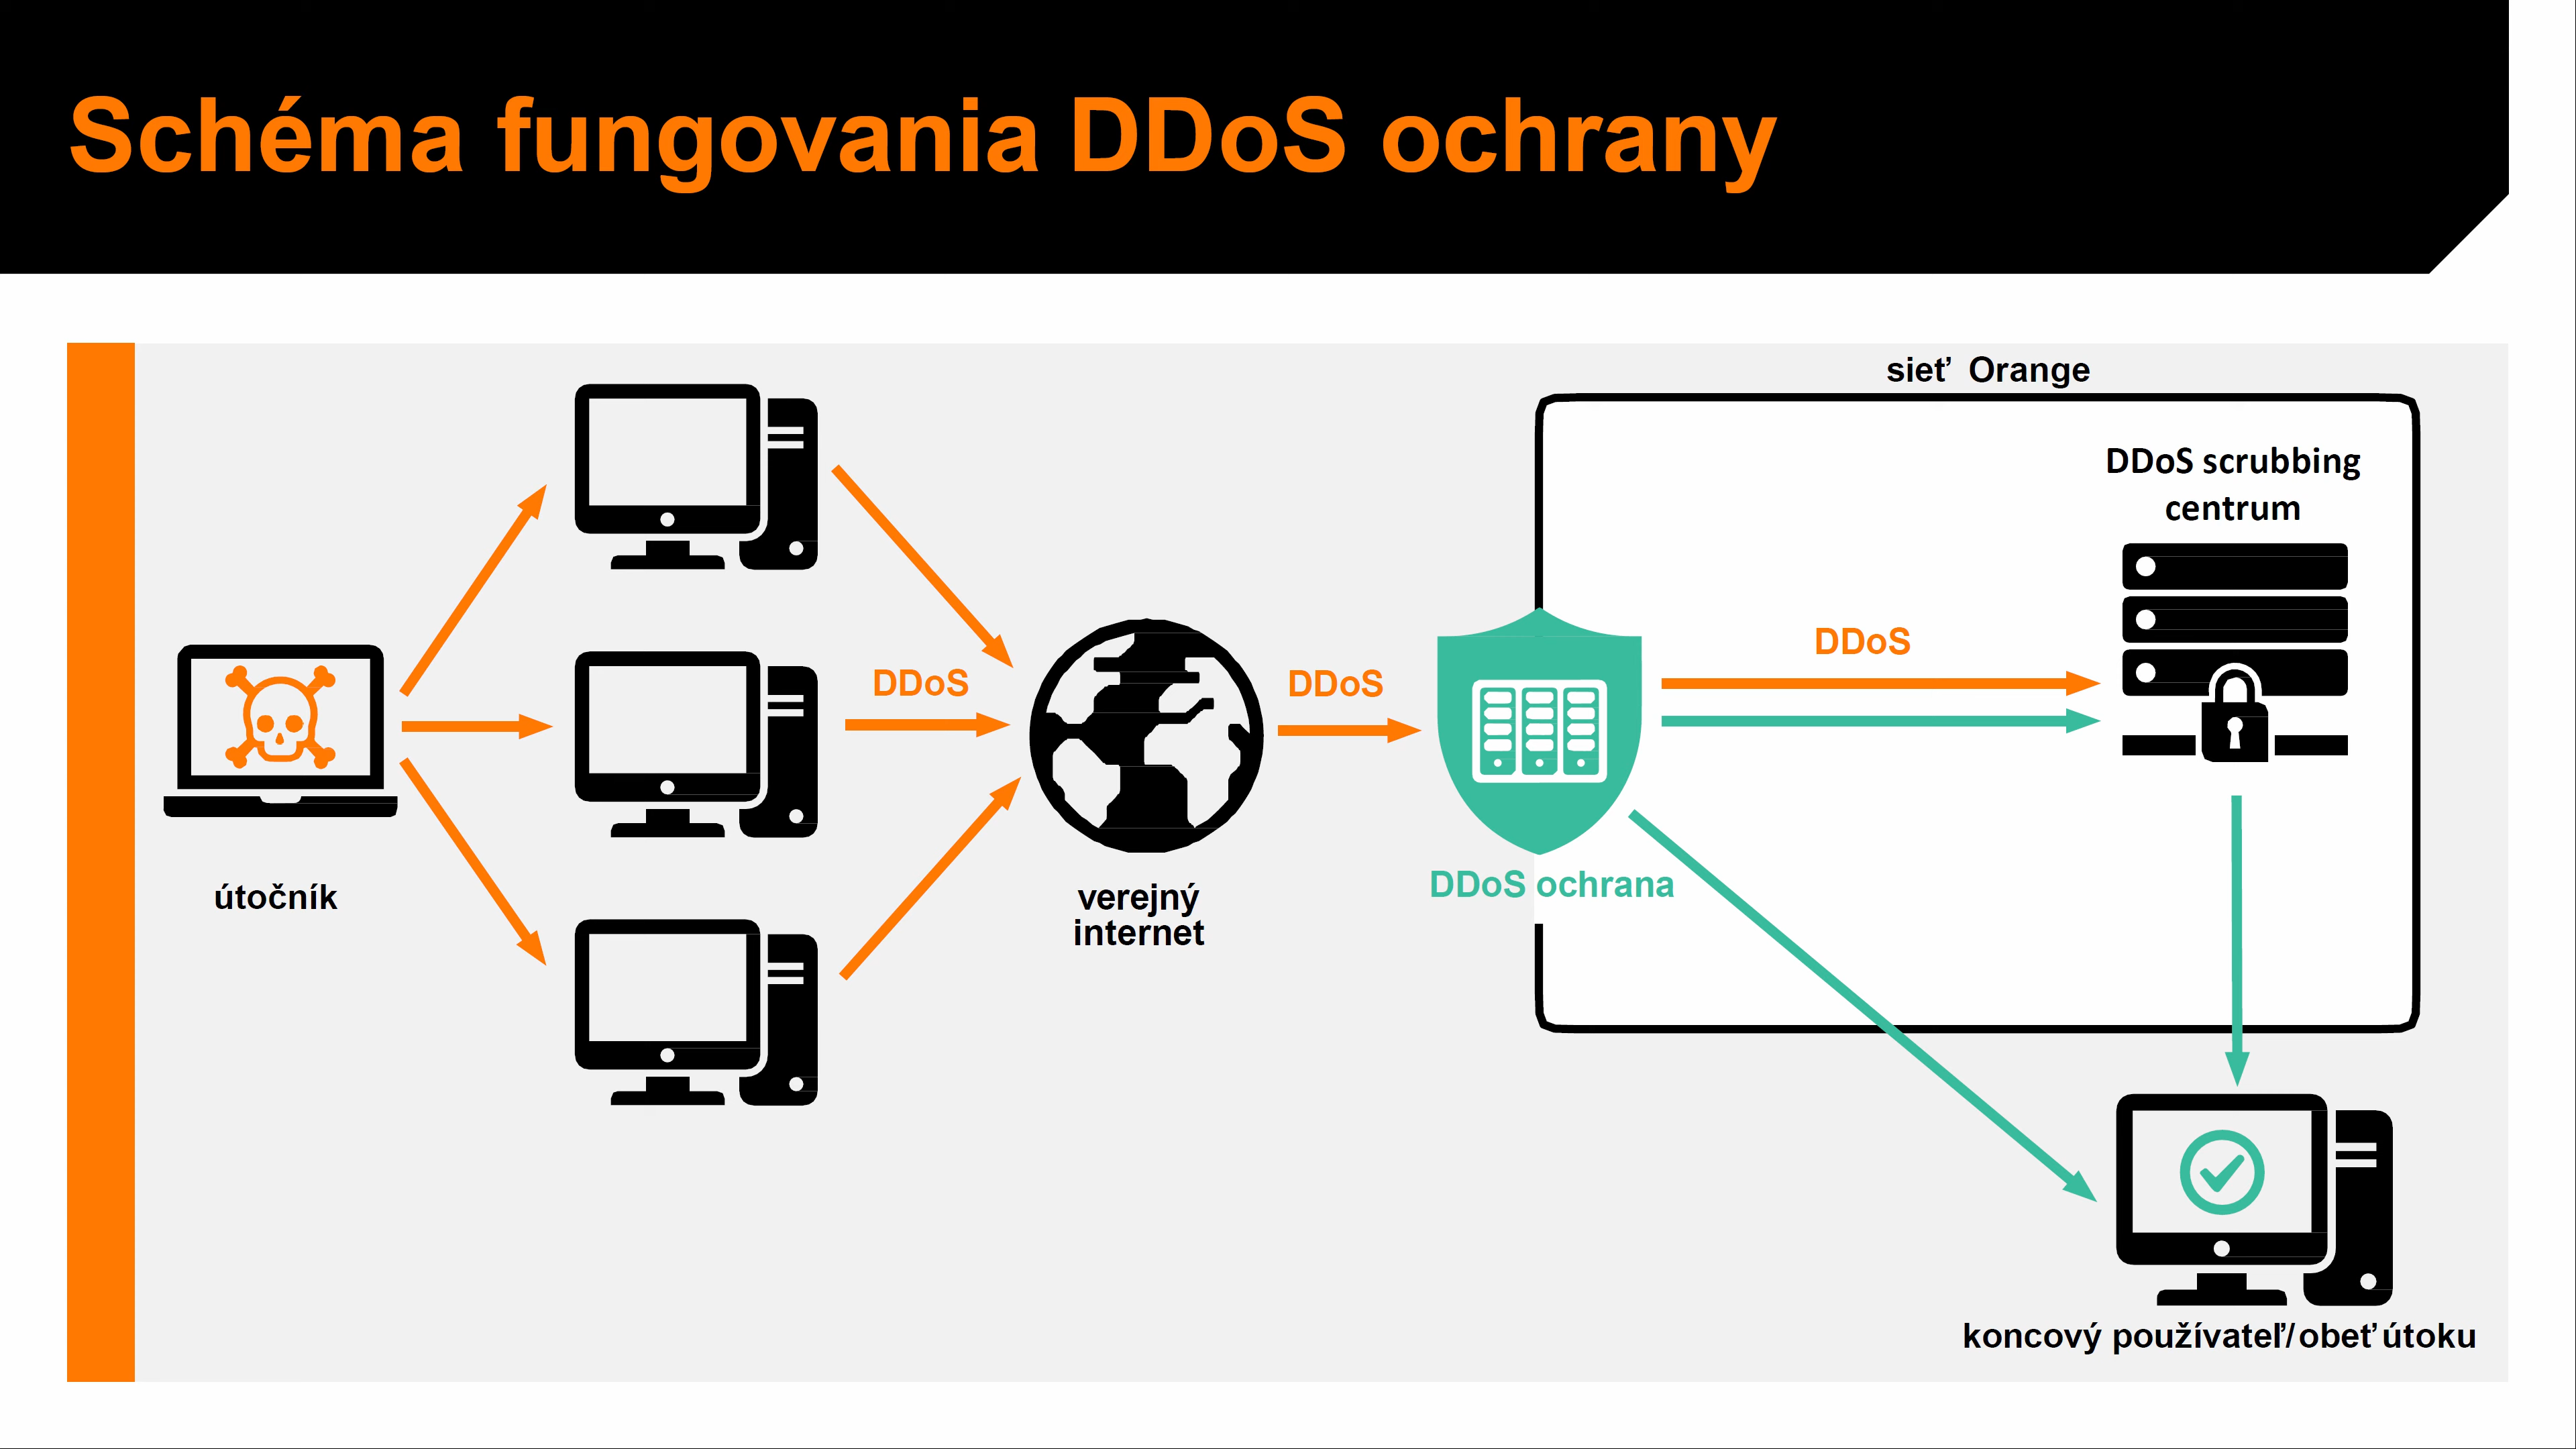 Schéma fungovania DDoS ochrany
sieť Orange
DDoS scrubbing
centrum
DDoS
DDoS
DDoS
DDoS ochrana
útočník
verejný
internet
koncový používateľ/obeť útoku